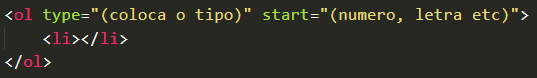 <ol type="(coloca o tipo)" start="(numero, letra etc)">
<li></li>
</ol>